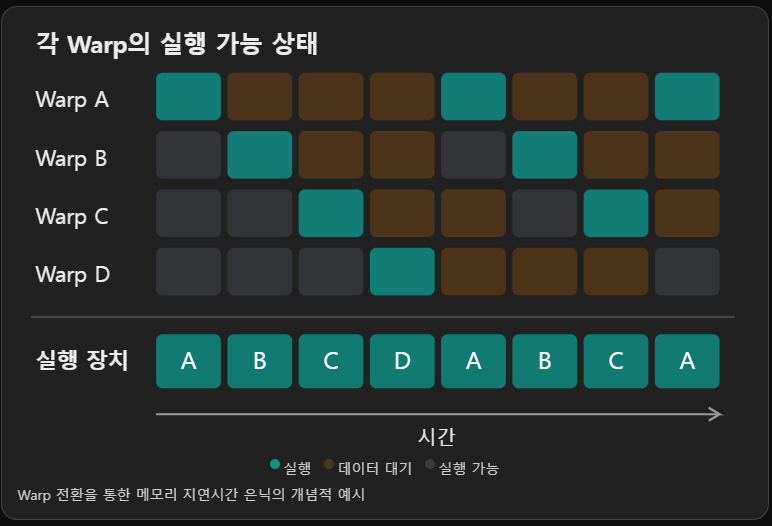 각 Warp의 실행 가능 상태
Warp A
Warp B
Warp C
Warp D
실행 장치 A B C D A B C A
시간
실행 데이터 대기 실행 가능
Warp 전환을 통한 메모리 지연시간 은닉의 개념적 예시